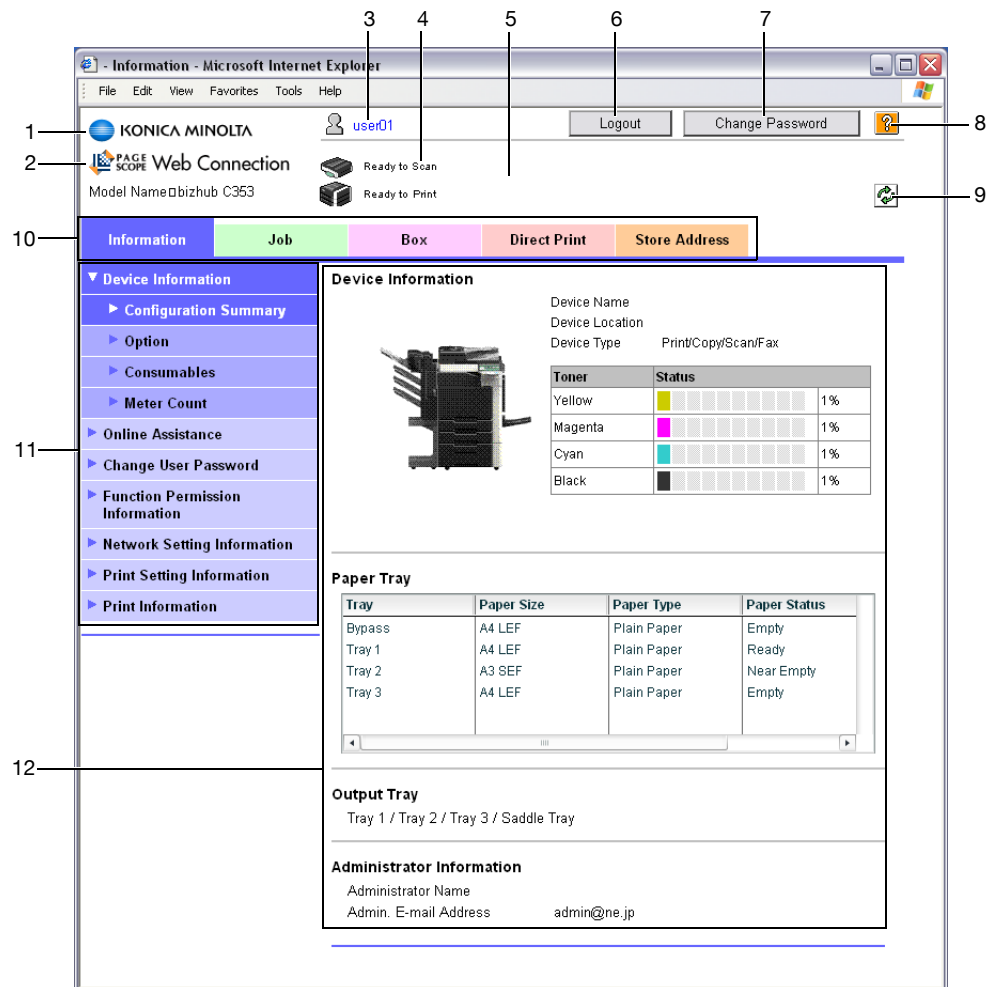 3 4 5 6 7
- Information - Microsoft Internet Explorer
File Edit View Favorites Tools Help
1 KONICA MINOLTA user01 Logout Change Password ? 8
2 PAGE SCOPE Web Connection Ready to Scan
Model Name□bizhub C353 Ready to Print 9
10 Information Job Box Direct Print Store Address
11
Device Information
Configuration Summary
Option
Consumables
Meter Count
Online Assistance
Change User Password
Function Permission
Information
Network Setting Information
Print Setting Information
Print Information
12
Device Information
Device Name
Device Location
Device Type Print/Copy/Scan/Fax
Toner Status
Yellow 1%
Magenta 1%
Cyan 1%
Black 1%
Paper Tray
Tray Paper Size Paper Type Paper Status
Bypass A4 LEF Plain Paper Empty
Tray 1 A4 LEF Plain Paper Ready
Tray 2 A3 SEF Plain Paper Near Empty
Tray 3 A4 LEF Plain Paper Empty
Output Tray
Tray 1 / Tray 2 / Tray 3 / Saddle Tray
Administrator Information
Administrator Name
Admin. E-mail Address admin@ne.jp